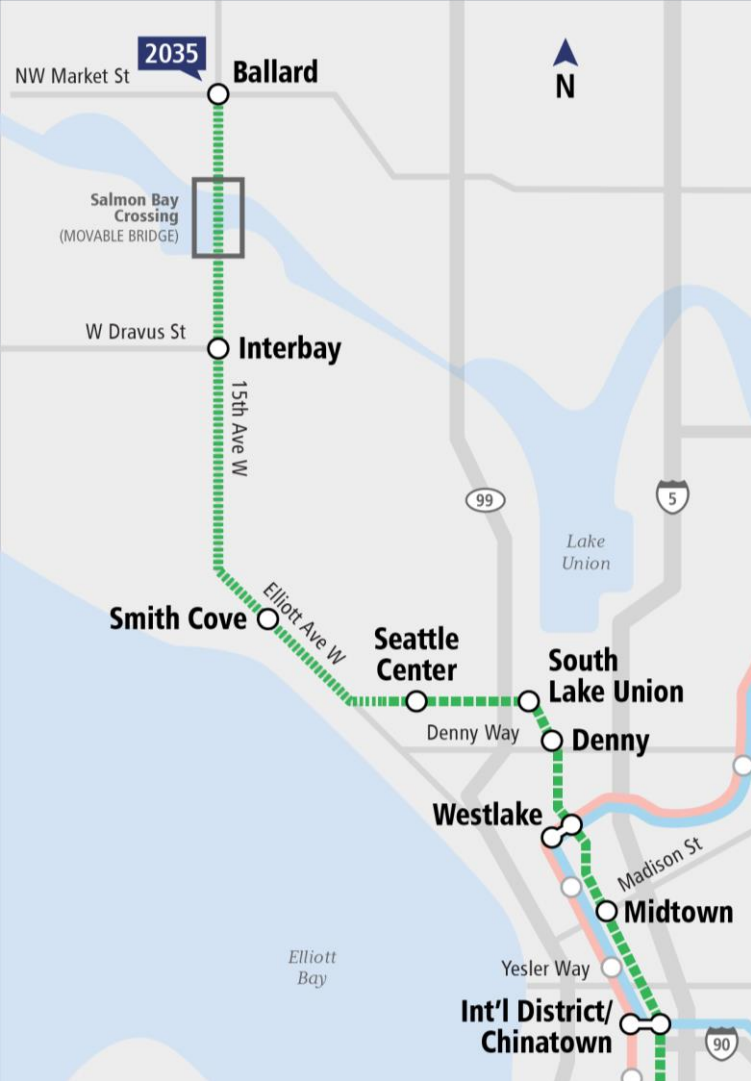 2035
Ballard
NW Market St
N
Salmon Bay
Crossing
(MOVABLE BRIDGE)
W Dravus St
Interbay
15th Ave W
99
5
Lake
Union
Smith Cove
Elliott Ave W
Seattle
Center
South
Lake Union
Denny Way
Denny
Westlake
Madison St
Midtown
Elliott
Bay
Yesler Way
Int'l District/
Chinatown
90